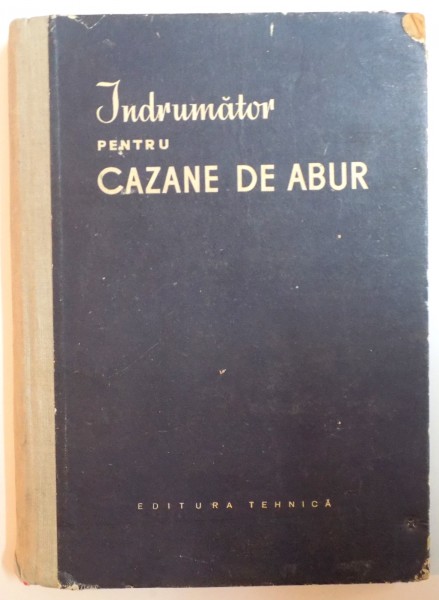 Indrumător
PENTRU
CAZANE DE ABUR
EDITURA TEHNICĂ